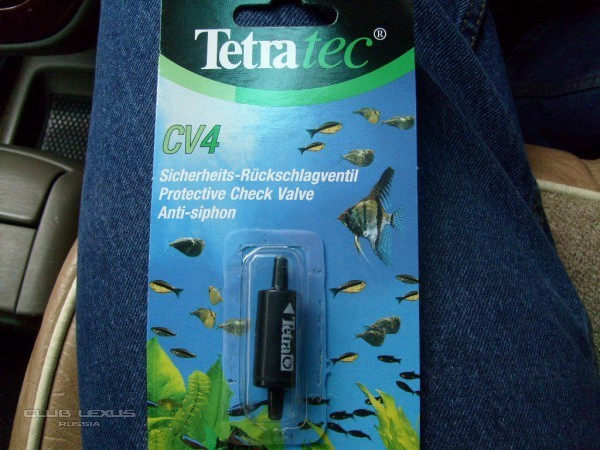 Tetratec®
CV4
Sicherheits-Rückschlagventil
Protective Check Valve
Anti-siphon
Tetra
CLUB LEXUS
RUSSIA